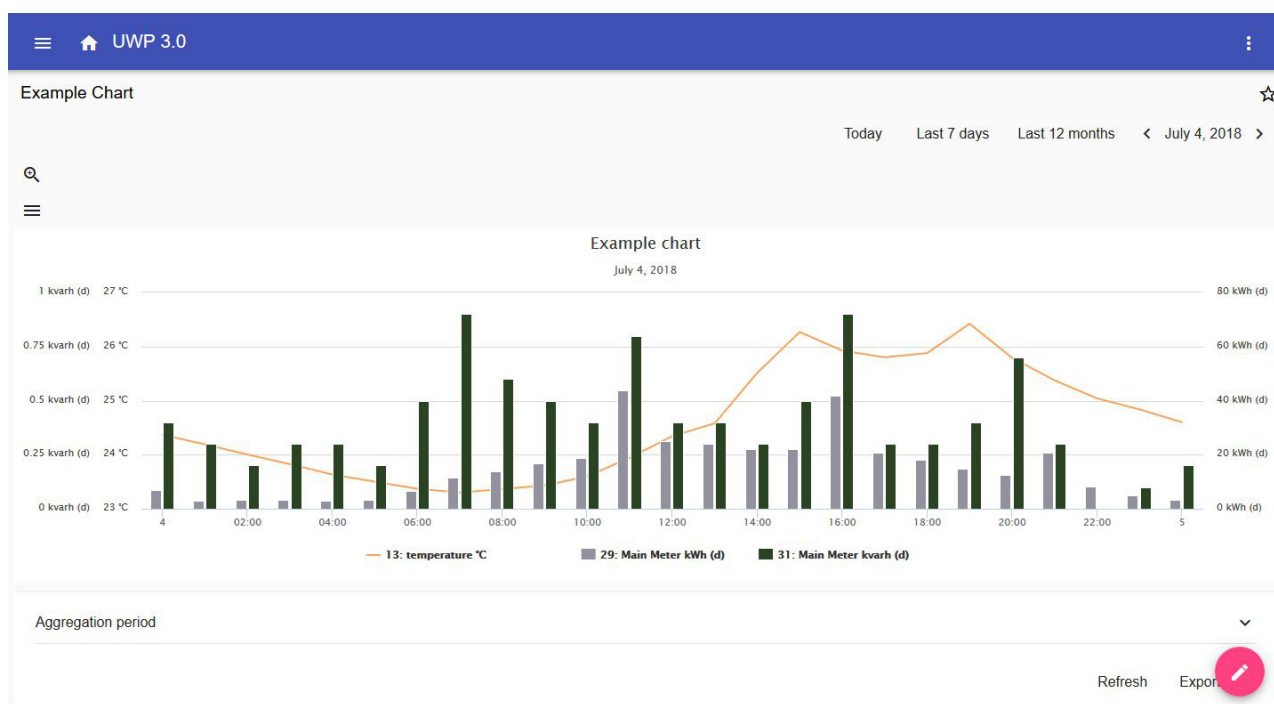 UWP 3.0
Example Chart
Today Last 7 days Last 12 months July 4, 2018
Example chart
July 4, 2018
1 kvarh (d) 27 °C 80 kWh (d)
0.75 kvarh (d) 26 °C 60 kWh (d)
0.5 kvarh (d) 25 °C 40 kWh (d)
0.25 kvarh (d) 24 °C 20 kWh (d)
0 kvarh (d) 23 °C 0 kWh (d)
4 02:00 04:00 06:00 08:00 10:00 12:00 14:00 16:00 18:00 20:00 22:00 5
13: temperature °C 29: Main Meter kWh (d) 31: Main Meter kvarh (d)
Aggregation period
Refresh